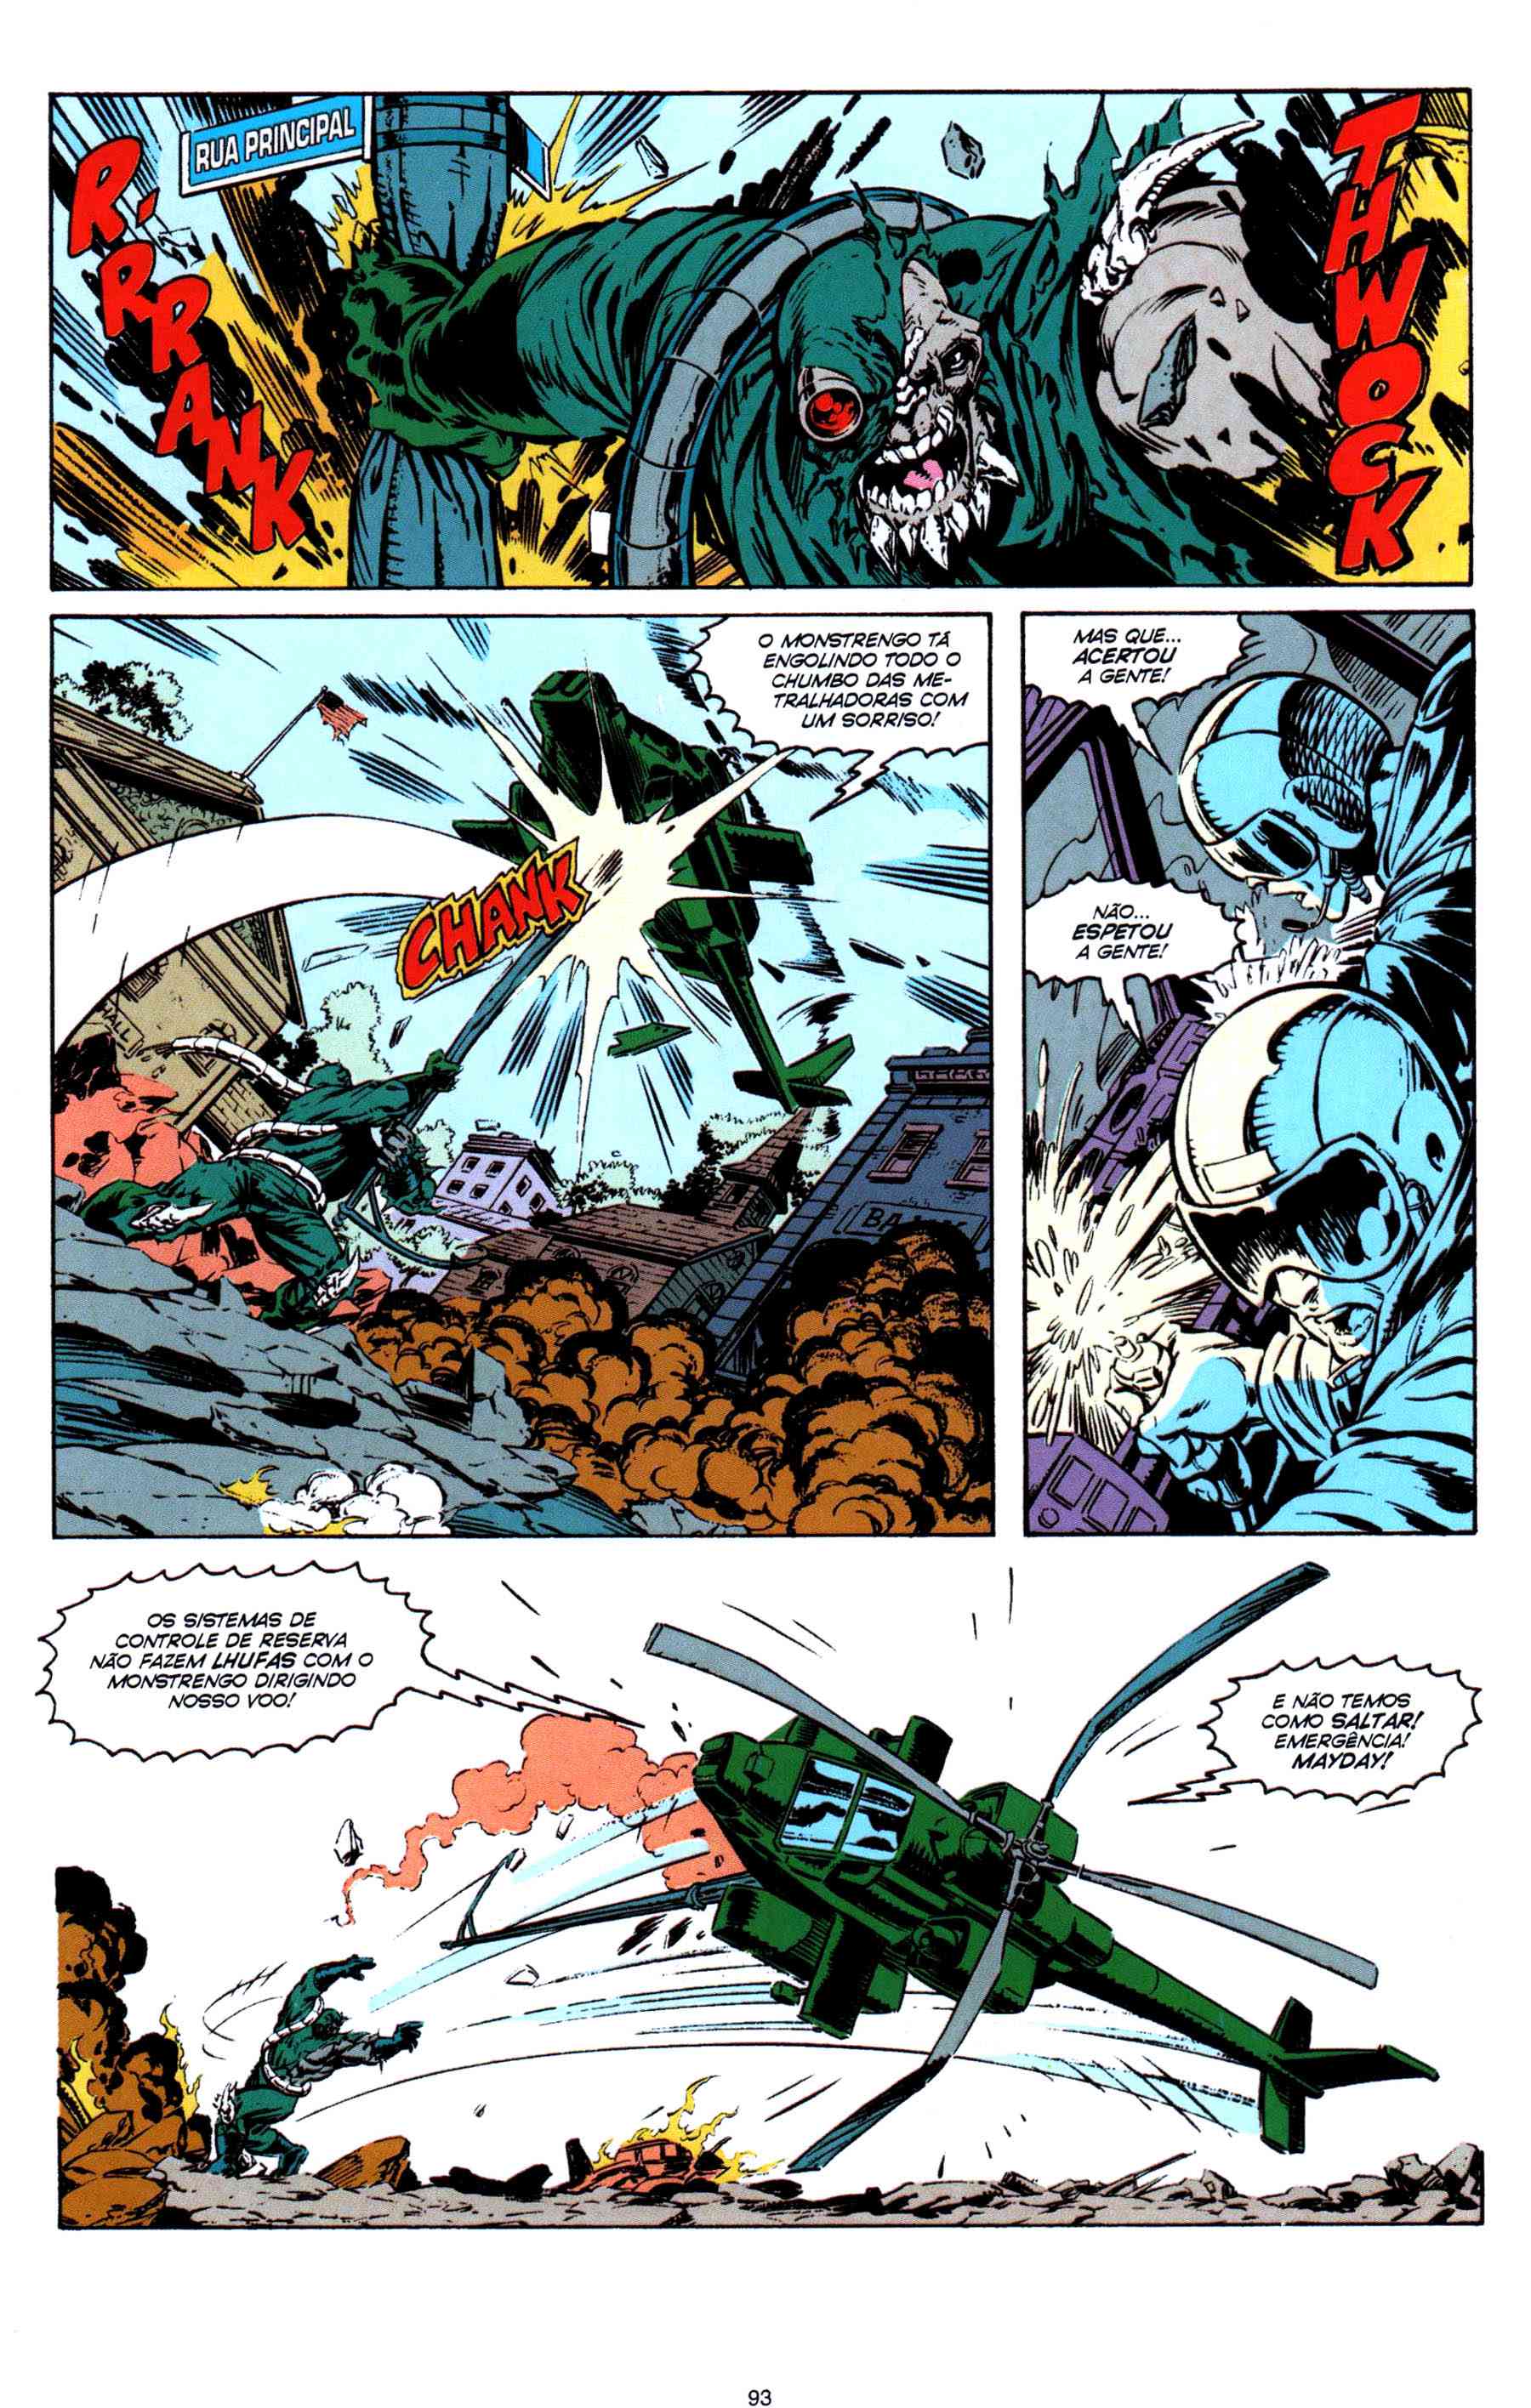 RUA PRINCIPAL
R.RRANK
THWOCK
O MONSTRENGO TÁ
ENGOLINDO TODO O
CHUMBO DAS ME-
TRALHADORAS COM
UM SORRISO!
CHANK
HALL
MAS QUE...
ACERTOU
A GENTE!
NÃO...
ESPETOU
A GENTE!
OS SISTEMAS DE
CONTROLE DE RESERVA
NÃO FAZEM LHUFAS COM O
MONSTRENGO DIRIGINDO
NOSSO VOO!
E NÃO TEMOS
COMO SALTAR!
EMERGÊNCIA!
MAYDAY!
93